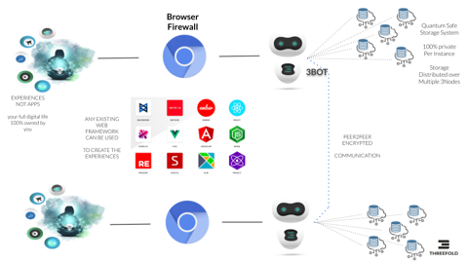 Browser
Firewall
Quantum Safe
Storage System
100% private
Per Instance
Storage
Distributed over
Multiple 3Nodes
3BOT
EXPERIENCES
NOT APPS
your full digital life
100% owned by
you
ANY EXISTING
WEB
FRAMEWORK
CAN BE USED
TO CREATE THE
EXPERIENCES
RE
PEER2PEER
ENCRYPTED
COMMUNICATION
THREEFOLD